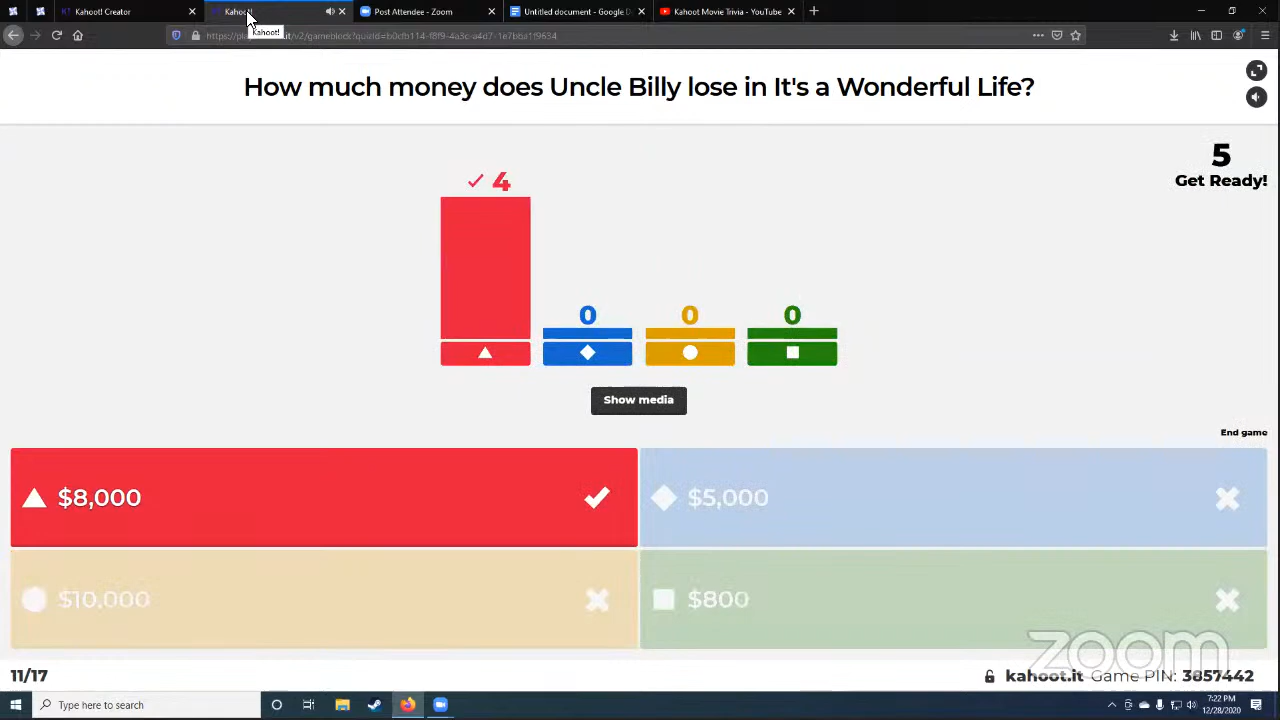 Kahoot! Creator
Kahoot!
Post Attendee - Zoom
Untitled document - Google D
Kahoot Movie Trivia - YouTube
Kahoot!
How much money does Uncle Billy lose in It's a Wonderful Life?
5
Get Ready!
4
0
0
0
Show media
End game
$8,000
$5,000
$10,000
$800
zoom
11/17
kahoot.it Game PIN: 3857442
Type here to search
7:22 PM
12/28/2020